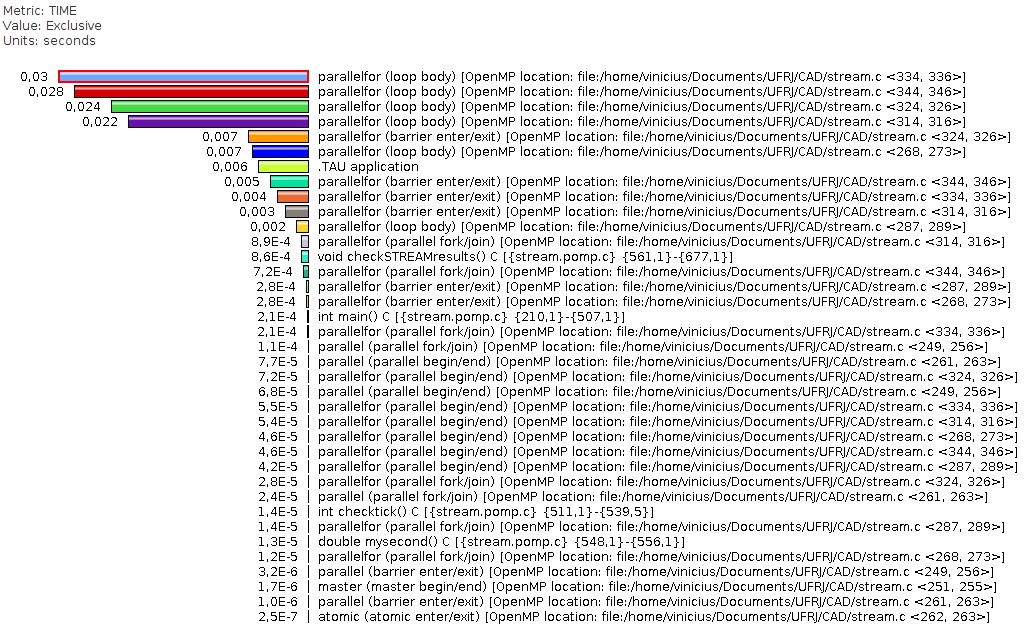 Metric: TIME
Value: Exclusive
Units: seconds
0,03 parallelfor (loop body) [OpenMP location: file:/home/vinicius/Documents/UFRJ/CAD/stream.c <334, 336>]
0,028 parallelfor (loop body) [OpenMP location: file:/home/vinicius/Documents/UFRJ/CAD/stream.c <344, 346>]
0,024 parallelfor (loop body) [OpenMP location: file:/home/vinicius/Documents/UFRJ/CAD/stream.c <324, 326>]
0,022 parallelfor (loop body) [OpenMP location: file:/home/vinicius/Documents/UFRJ/CAD/stream.c <314, 316>]
0,007 parallelfor (barrier enter/exit) [OpenMP location: file:/home/vinicius/Documents/UFRJ/CAD/stream.c <324, 326>]
0,007 parallelfor (loop body) [OpenMP location: file:/home/vinicius/Documents/UFRJ/CAD/stream.c <268, 273>]
0,006 .TAU application
0,005 parallelfor (barrier enter/exit) [OpenMP location: file:/home/vinicius/Documents/UFRJ/CAD/stream.c <344, 346>]
0,004 parallelfor (barrier enter/exit) [OpenMP location: file:/home/vinicius/Documents/UFRJ/CAD/stream.c <334, 336>]
0,003 parallelfor (barrier enter/exit) [OpenMP location: file:/home/vinicius/Documents/UFRJ/CAD/stream.c <314, 316>]
0,002 parallelfor (loop body) [OpenMP location: file:/home/vinicius/Documents/UFRJ/CAD/stream.c <287, 289>]
8,9E-4 parallelfor (parallel fork/join) [OpenMP location: file:/home/vinicius/Documents/UFRJ/CAD/stream.c <314, 316>]
8,6E-4 void checkSTREAMresults() C [{stream.pomp.c} {561,1}-{677,1}]
7,2E-4 parallelfor (parallel fork/join) [OpenMP location: file:/home/vinicius/Documents/UFRJ/CAD/stream.c <344, 346>]
2,8E-4 parallelfor (barrier enter/exit) [OpenMP location: file:/home/vinicius/Documents/UFRJ/CAD/stream.c <287, 289>]
2,8E-4 parallelfor (barrier enter/exit) [OpenMP location: file:/home/vinicius/Documents/UFRJ/CAD/stream.c <268, 273>]
2,1E-4 int main() C [{stream.pomp.c} {210,1}-{507,1}]
2,1E-4 parallelfor (parallel fork/join) [OpenMP location: file:/home/vinicius/Documents/UFRJ/CAD/stream.c <334, 336>]
1,1E-4 parallel (parallel fork/join) [OpenMP location: file:/home/vinicius/Documents/UFRJ/CAD/stream.c <249, 256>]
7,7E-5 parallel (parallel begin/end) [OpenMP location: file:/home/vinicius/Documents/UFRJ/CAD/stream.c <261, 263>]
7,2E-5 parallelfor (parallel begin/end) [OpenMP location: file:/home/vinicius/Documents/UFRJ/CAD/stream.c <324, 326>]
6,8E-5 parallel (parallel begin/end) [OpenMP location: file:/home/vinicius/Documents/UFRJ/CAD/stream.c <249, 256>]
5,5E-5 parallelfor (parallel begin/end) [OpenMP location: file:/home/vinicius/Documents/UFRJ/CAD/stream.c <334, 336>]
5,4E-5 parallelfor (parallel begin/end) [OpenMP location: file:/home/vinicius/Documents/UFRJ/CAD/stream.c <314, 316>]
4,6E-5 parallelfor (parallel begin/end) [OpenMP location: file:/home/vinicius/Documents/UFRJ/CAD/stream.c <268, 273>]
4,6E-5 parallelfor (parallel begin/end) [OpenMP location: file:/home/vinicius/Documents/UFRJ/CAD/stream.c <344, 346>]
4,2E-5 parallelfor (parallel begin/end) [OpenMP location: file:/home/vinicius/Documents/UFRJ/CAD/stream.c <287, 289>]
2,8E-5 parallelfor (parallel fork/join) [OpenMP location: file:/home/vinicius/Documents/UFRJ/CAD/stream.c <324, 326>]
2,4E-5 parallel (parallel fork/join) [OpenMP location: file:/home/vinicius/Documents/UFRJ/CAD/stream.c <261, 263>]
1,4E-5 int checktick() C [{stream.pomp.c} {511,1}-{539,5}]
1,4E-5 parallelfor (parallel fork/join) [OpenMP location: file:/home/vinicius/Documents/UFRJ/CAD/stream.c <287, 289>]
1,3E-5 double mysecond() C [{stream.pomp.c} {548,1}-{556,1}]
1,2E-5 parallelfor (parallel fork/join) [OpenMP location: file:/home/vinicius/Documents/UFRJ/CAD/stream.c <268, 273>]
3,2E-6 parallel (barrier enter/exit) [OpenMP location: file:/home/vinicius/Documents/UFRJ/CAD/stream.c <249, 256>]
1,7E-6 master (master begin/end) [OpenMP location: file:/home/vinicius/Documents/UFRJ/CAD/stream.c <251, 255>]
1,0E-6 parallel (barrier enter/exit) [OpenMP location: file:/home/vinicius/Documents/UFRJ/CAD/stream.c <261, 263>]
2,5E-7 atomic (atomic enter/exit) [OpenMP location: file:/home/vinicius/Documents/UFRJ/CAD/stream.c <262, 263>]